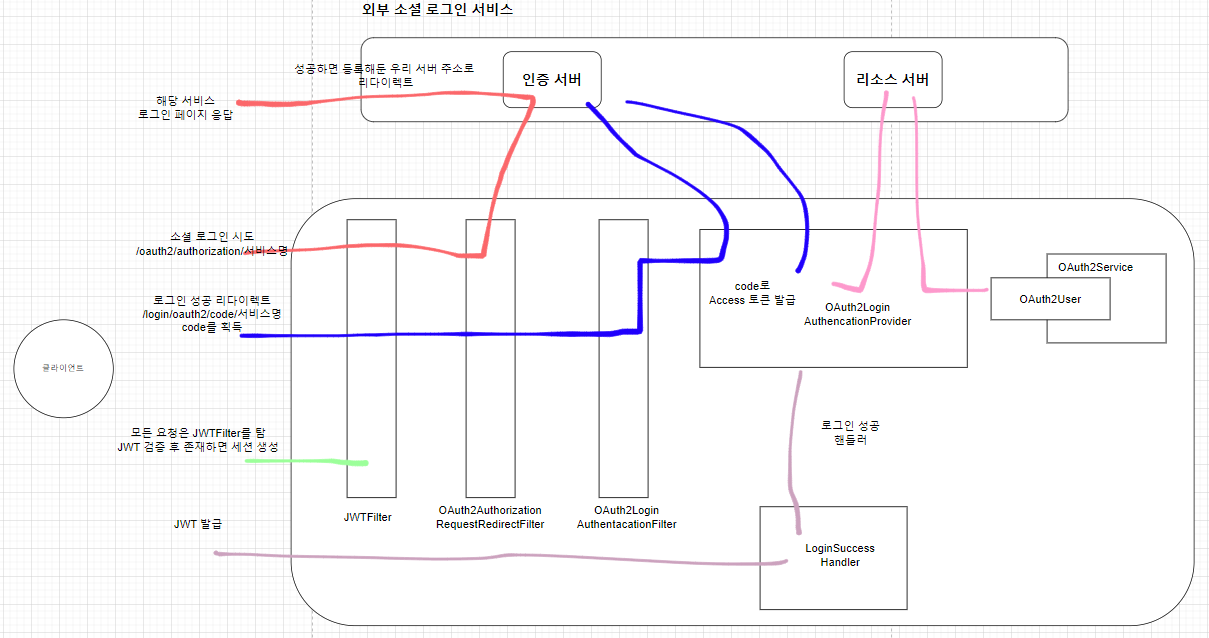 외부 소셜 로그인 서비스
성공하면 등록해둔 우리 서버 주소로
리다이렉트
인증 서버
리소스 서버
해당 서비스
로그인 페이지 응답
소셜 로그인 시도
/oauth2/authorization/서비스명
로그인 성공 리다이렉트
/login/oauth2/code/서비스명
code를 획득
code로
Access 토큰 발급
OAuth2Login
AuthencationProvider
OAuth2Service
OAuth2User
클라이언트
모든 요청은 JWTFilter를 탐
JWT 검증 후 존재하면 세션 생성
로그인 성공
핸들러
JWTFilter
OAuth2Authorization
RequestRedirectFilter
OAuth2Login
AuthentacationFilter
JWT 발급
LoginSuccess
Handler